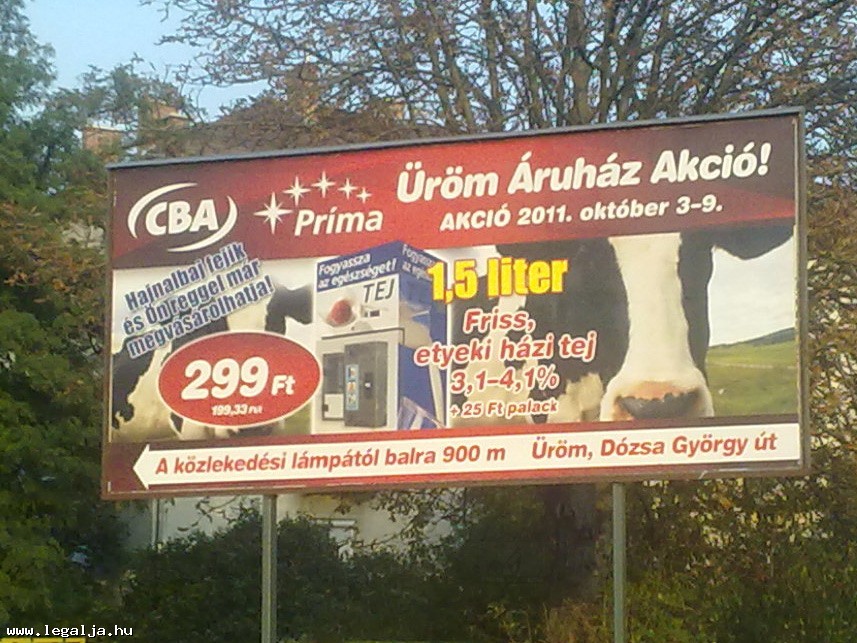 CBA
Príma
Üröm Áruház Akció!
AKCIÓ 2011. október 3-9.
Hajnalbaj fejik
és Ön reggel már
megvásárolhatja!
Fogyassza
az egészséget!
TEJ
1,5 liter
Friss,
etyeki házi tej
3,1-4,1%
+ 25 Ft palack
299 Ft
199,33 Ft/l
A közlekedési lámpától balra 900 m Üröm, Dózsa György út
www.legalja.hu